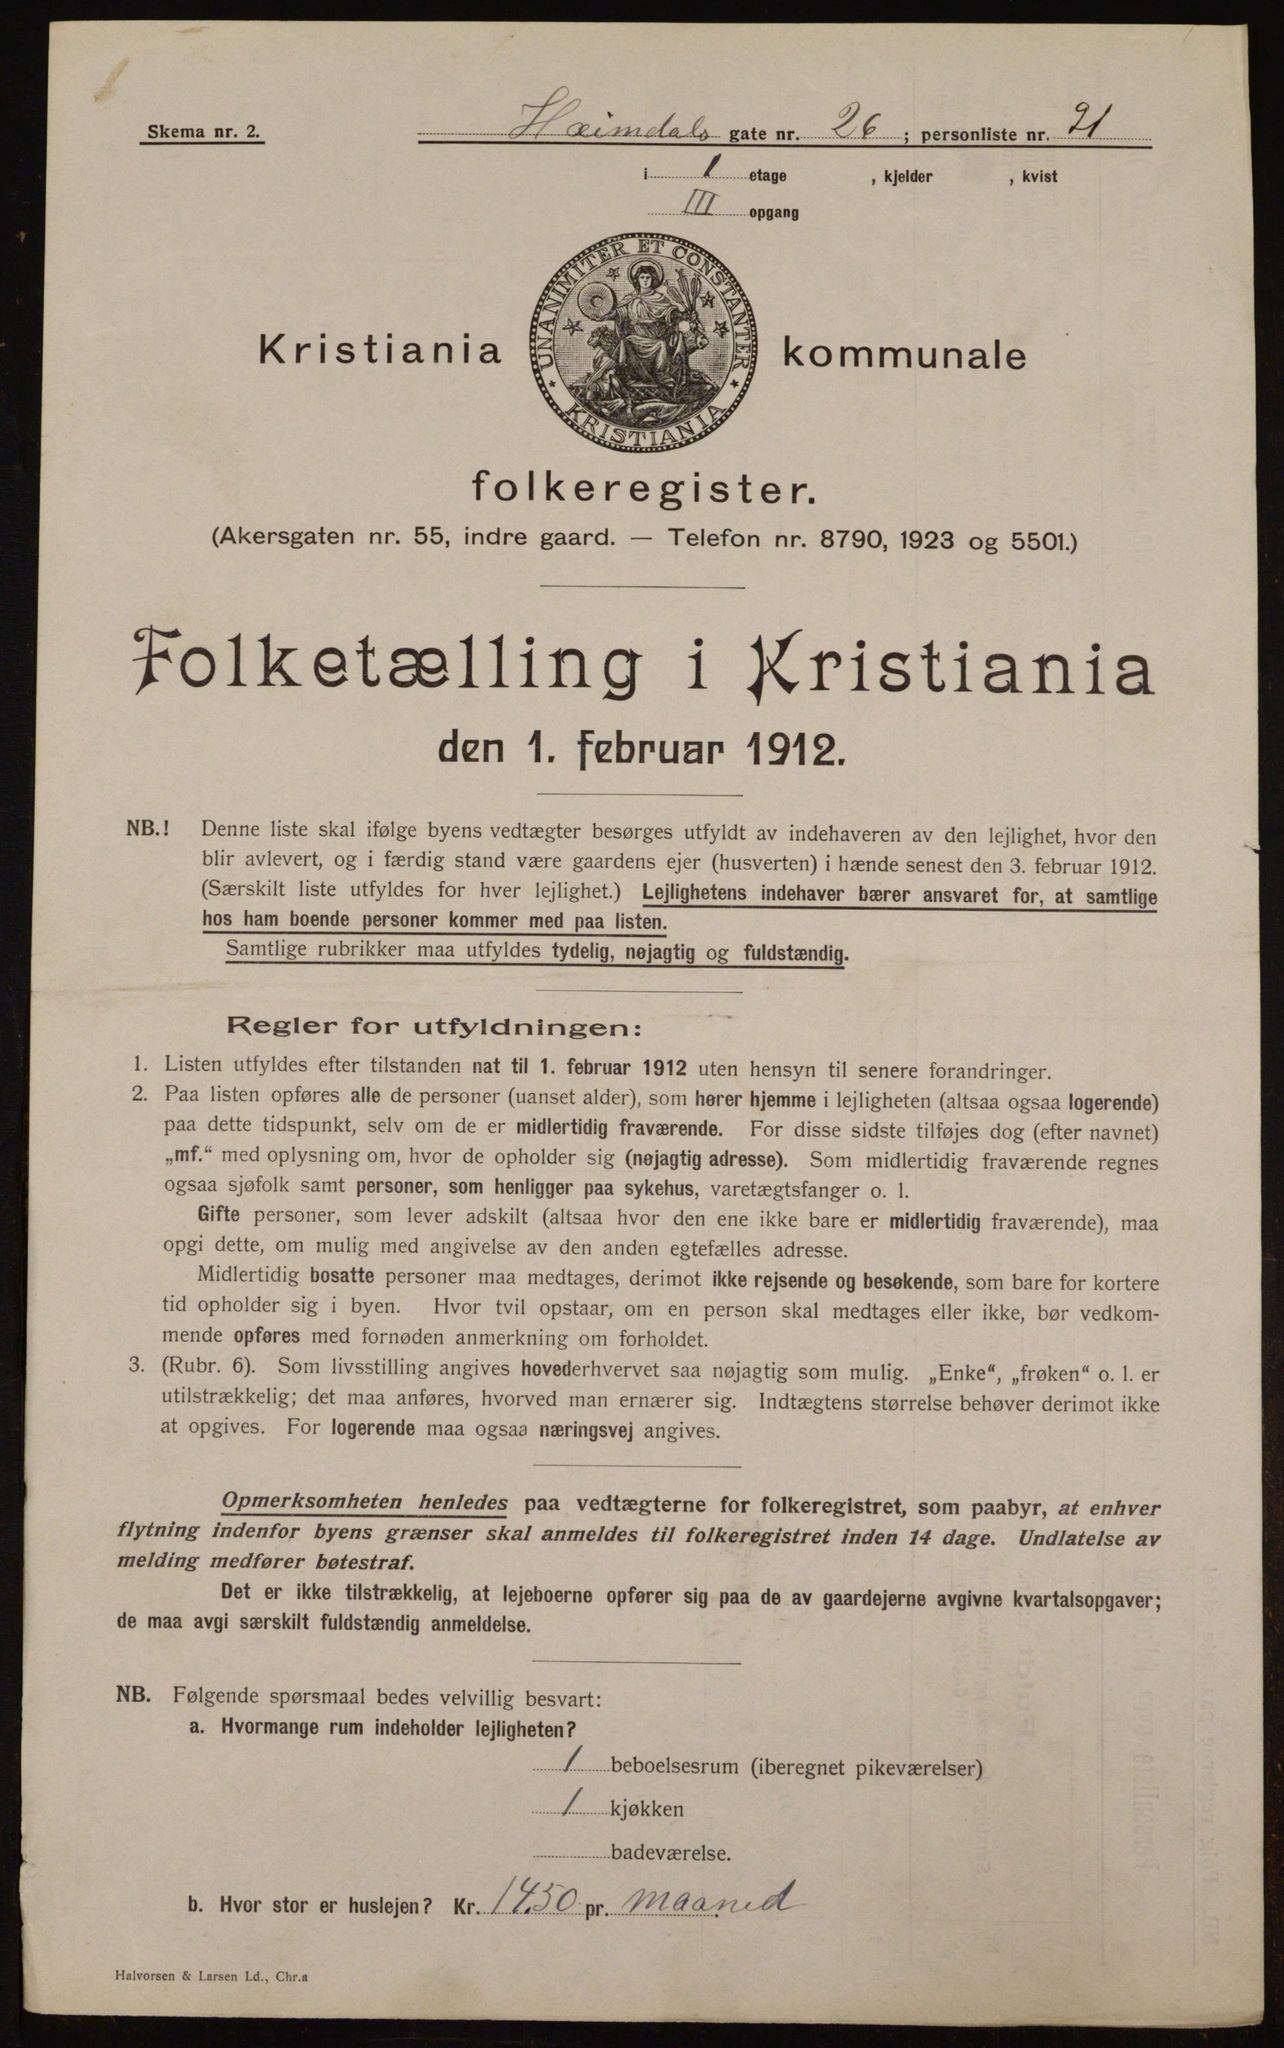 Skema nr. 2.
Heimdals gate nr. 26 ; personliste nr. 21
i 1 etage , kjelder , kvist
III opgang
UNANIMITER ET CONSTANTER
KRISTIANIA
Kristiania kommunale
folkeregister.
(Akersgaten nr. 55, indre gaard. — Telefon nr. 8790, 1923 og 5501.)
Folketælling i Kristiania
den 1. februar 1912.
NB.! Denne liste skal ifølge byens vedtægter besørges utfyldt av indehaveren av den lejlighet, hvor den
blir avlevert, og i færdig stand være gaardens ejer (husverten) i hænde senest den 3. februar 1912.
(Særskilt liste utfyldes for hver lejlighet.) Lejlighetens indehaver bærer ansvaret for, at samtlige
hos ham boende personer kommer med paa listen.
Samtlige rubrikker maa utfyldes tydelig, nøjagtig og fuldstændig.
Regler for utfyldningen:
1. Listen utfyldes efter tilstanden nat til 1. februar 1912 uten hensyn til senere forandringer.
2. Paa listen opføres alle de personer (uanset alder), som hører hjemme i lejligheten (altsaa ogsaa logerende)
paa dette tidspunkt, selv om de er midlertidig fraværende. For disse sidste tilføjes dog (efter navnet)
„mf.“ med oplysning om, hvor de opholder sig (nøjagtig adresse). Som midlertidig fraværende regnes
ogsaa sjøfolk samt personer, som henligger paa sykehus, varetægtsfanger o. l.
Gifte personer, som lever adskilt (altsaa hvor den ene ikke bare er midlertidig fraværende), maa
opgi dette, om mulig med angivelse av den anden egtefælles adresse.
Midlertidig bosatte personer maa medtages, derimot ikke rejsende og besøkende, som bare for kortere
tid opholder sig i byen. Hvor tvil opstaar, om en person skal medtages eller ikke, bør vedkom-
mende opføres med fornøden anmerkning om forholdet.
3. (Rubr. 6). Som livsstilling angives hovederhvervet saa nøjagtig som mulig. „Enke“, „frøken“ o. l. er
utilstrækkelig; det maa anføres, hvorved man ernærer sig. Indtægtens størrelse behøver derimot ikke
at opgives. For logerende maa ogsaa næringsvej angives.
Opmerksomheten henledes paa vedtægterne for folkeregistret, som paabyr, at enhver
flytning indenfor byens grænser skal anmeldes til folkeregistret inden 14 dage. Undlatelse av
melding medfører bøtestraf.
Det er ikke tilstrækkelig, at lejeboerne opfører sig paa de av gaardejerne avgivne kvartalsopgaver;
de maa avgi særskilt fuldstændig anmeldelse.
NB. Følgende spørsmaal bedes velvillig besvart:
a. Hvormange rum indeholder lejligheten?
1 beboelsesrum (iberegnet pikeværelser)
1 kjøkken
badeværelse.
b. Hvor stor er huslejen? Kr. 14.50 pr. maaned
Halvorsen & Larsen Ld., Chr.a